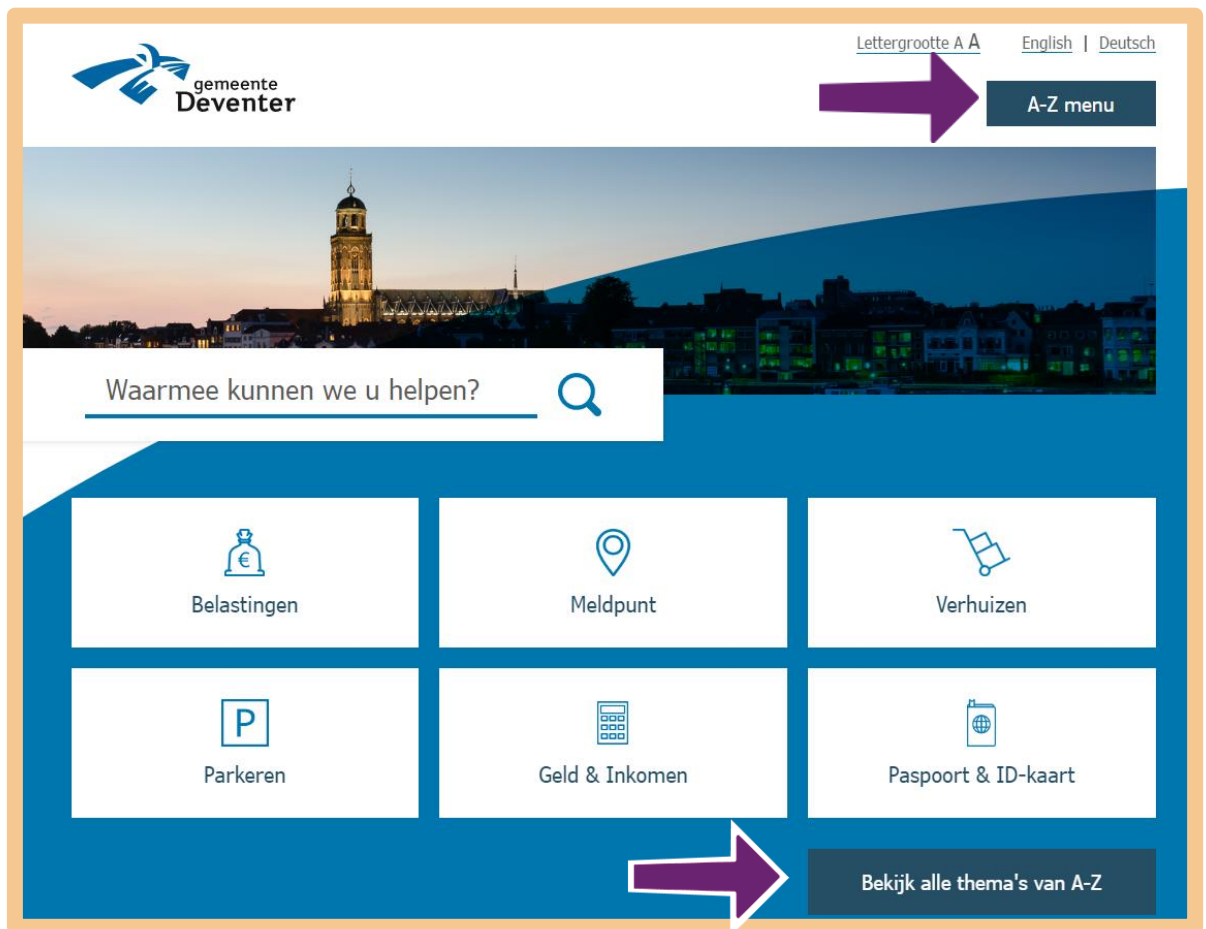 Lettergrootte A A English | Deutsch
gemeente
Deventer
A-Z menu
Waarmee kunnen we u helpen?
€
Belastingen
Meldpunt
Verhuizen
P
Parkeren
Geld & Inkomen
Paspoort & ID-kaart
Bekijk alle thema's van A-Z